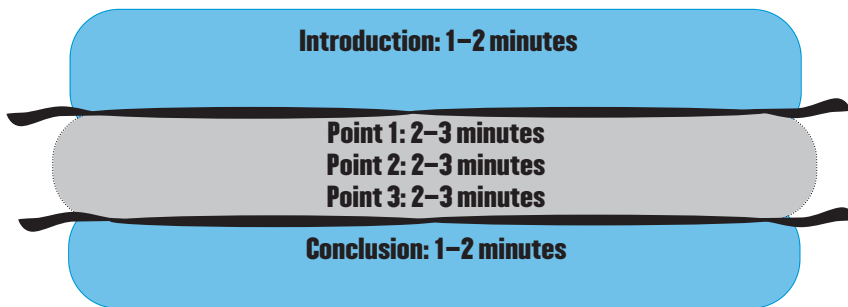 Introduction: 1–2 minutes
Point 1: 2–3 minutes
Point 2: 2–3 minutes
Point 3: 2–3 minutes
Conclusion: 1–2 minutes